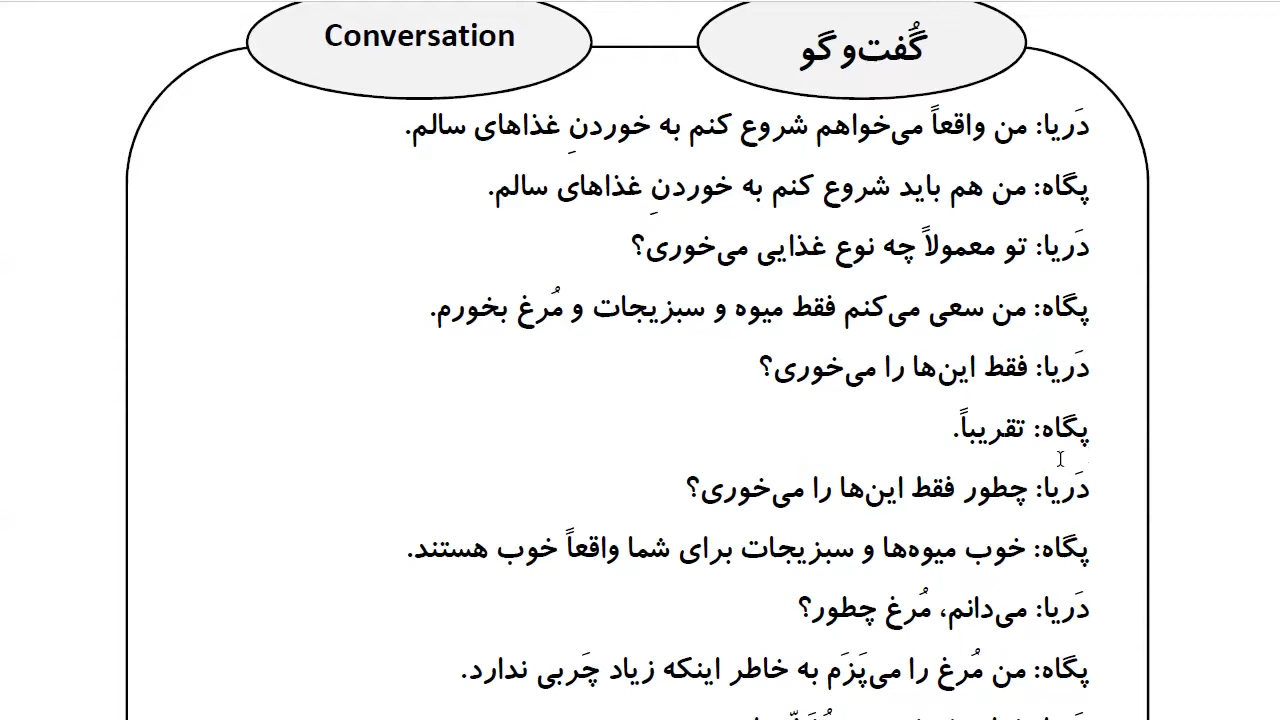 Conversation
گُفت‌و گو
دَریا: من واقعاً می‌خواهم شروع کنم به خوردنِ غذاهای سالم.
پگاه: من هم باید شروع کنم به خوردنِ غذاهای سالم.
دَریا: تو معمولاً چه نوع غذایی می‌خوری؟
پگاه: من سعی می‌کنم فقط میوه و سبزیجات و مُرغ بخورم.
دَریا: فقط این‌ها را می‌خوری؟
پگاه: تقریباً.
دَریا: چطور فقط این‌ها را می‌خوری؟
پگاه: خوب میوه‌ها و سبزیجات برای شما واقعاً خوب هستند.
دَریا: می‌دانم، مُرغ چطور؟
پگاه: من مُرغ را می‌پَزَم به خاطر اینکه زیاد چَربی ندارد.